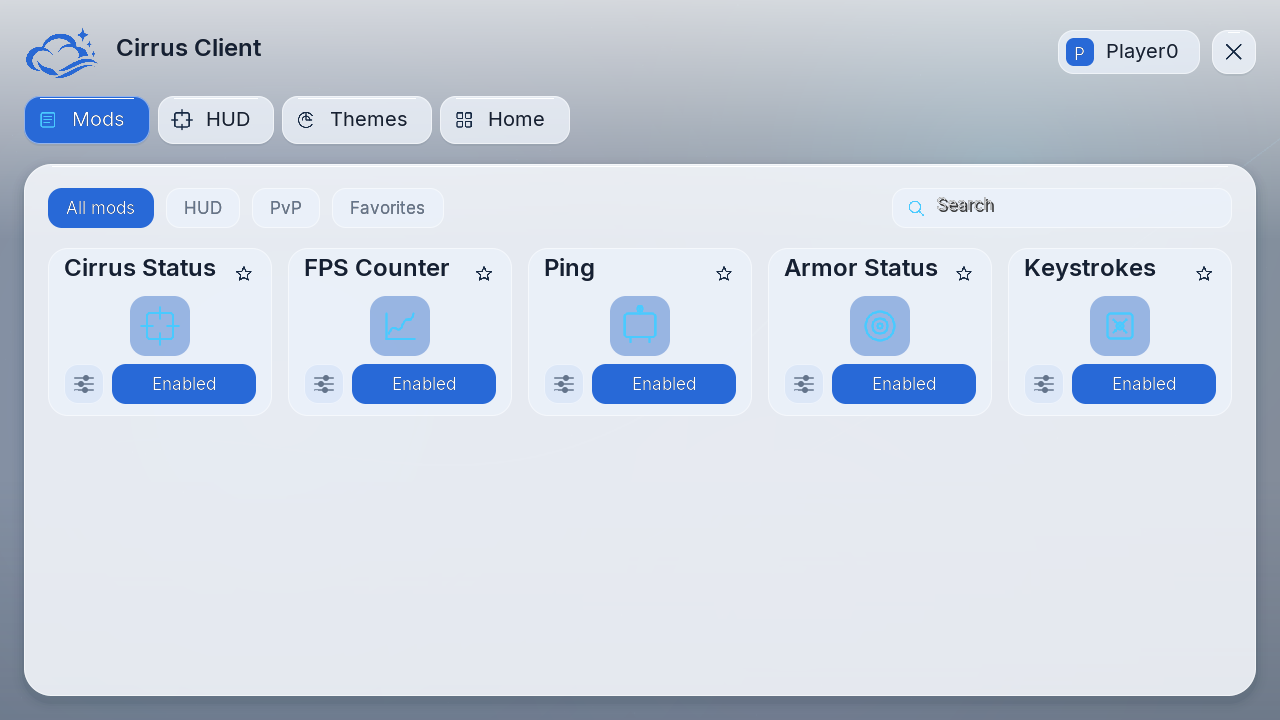 Cirrus Client
P Player0
Mods HUD Themes Home
All mods HUD PvP Favorites Search
Cirrus Status FPS Counter Ping Armor Status Keystrokes
Enabled Enabled Enabled Enabled Enabled